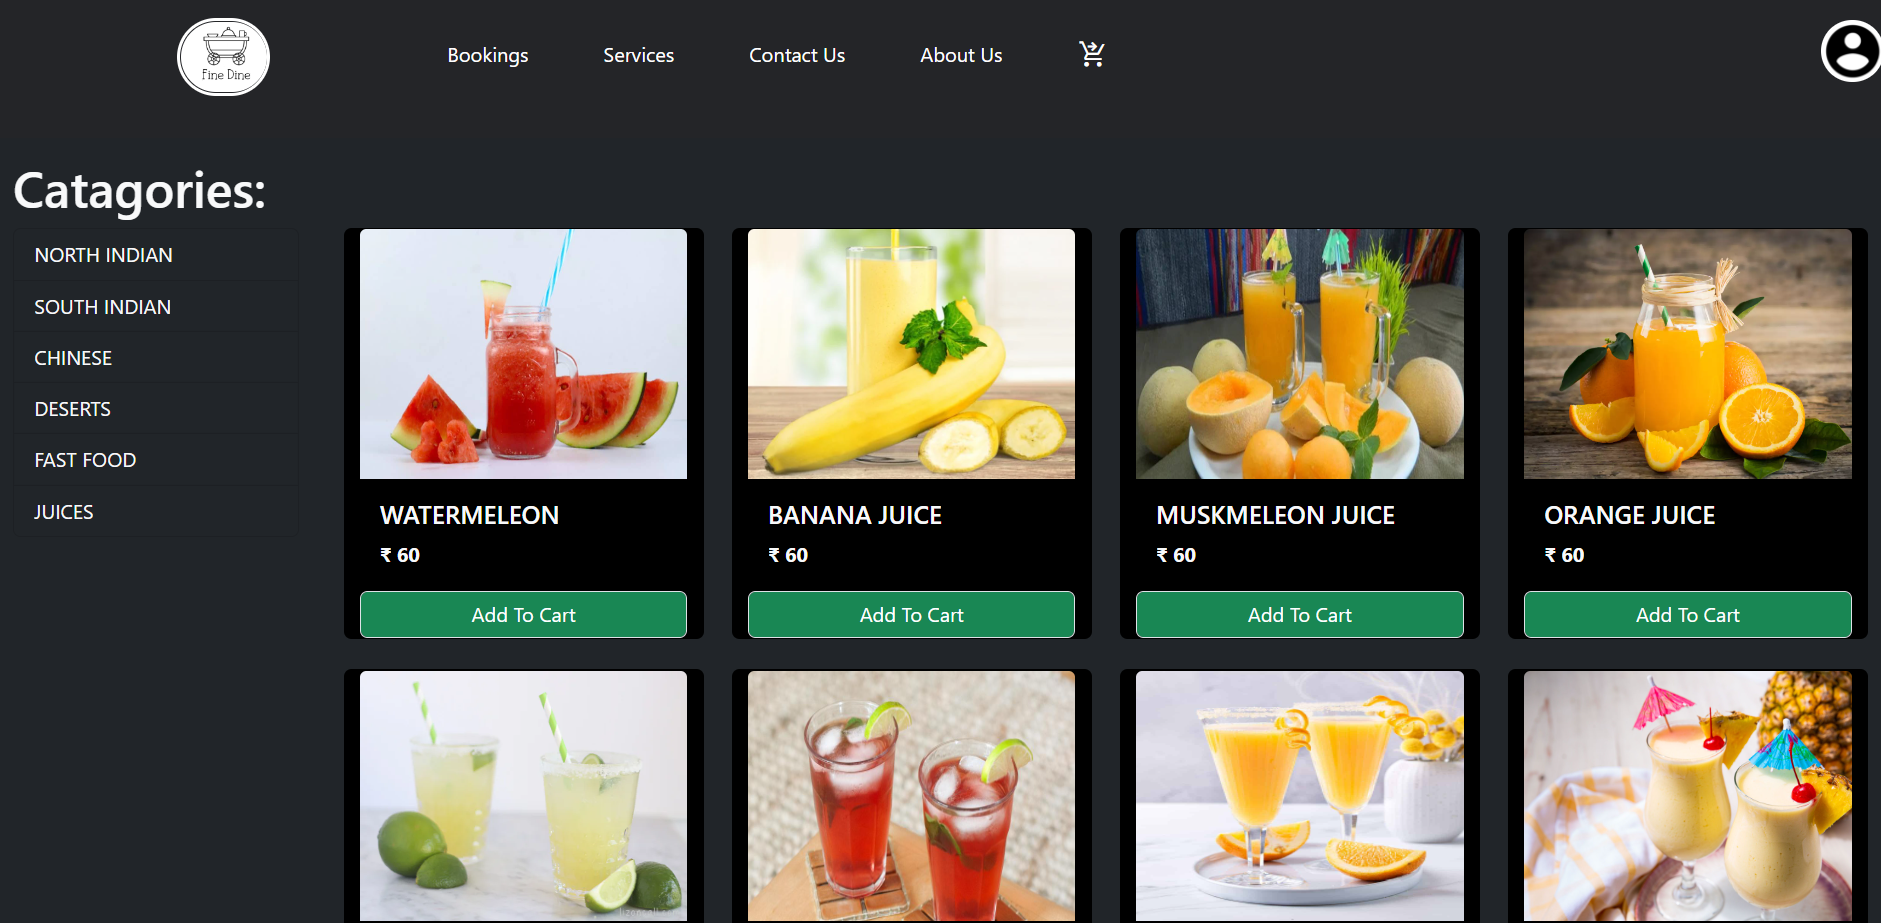 Fine Dine
Bookings
Services
Contact Us
About Us
Catagories:
NORTH INDIAN
SOUTH INDIAN
CHINESE
DESERTS
FAST FOOD
JUICES
WATERMELEON
₹ 60
Add To Cart
BANANA JUICE
₹ 60
Add To Cart
MUSKMELEON JUICE
₹ 60
Add To Cart
ORANGE JUICE
₹ 60
Add To Cart